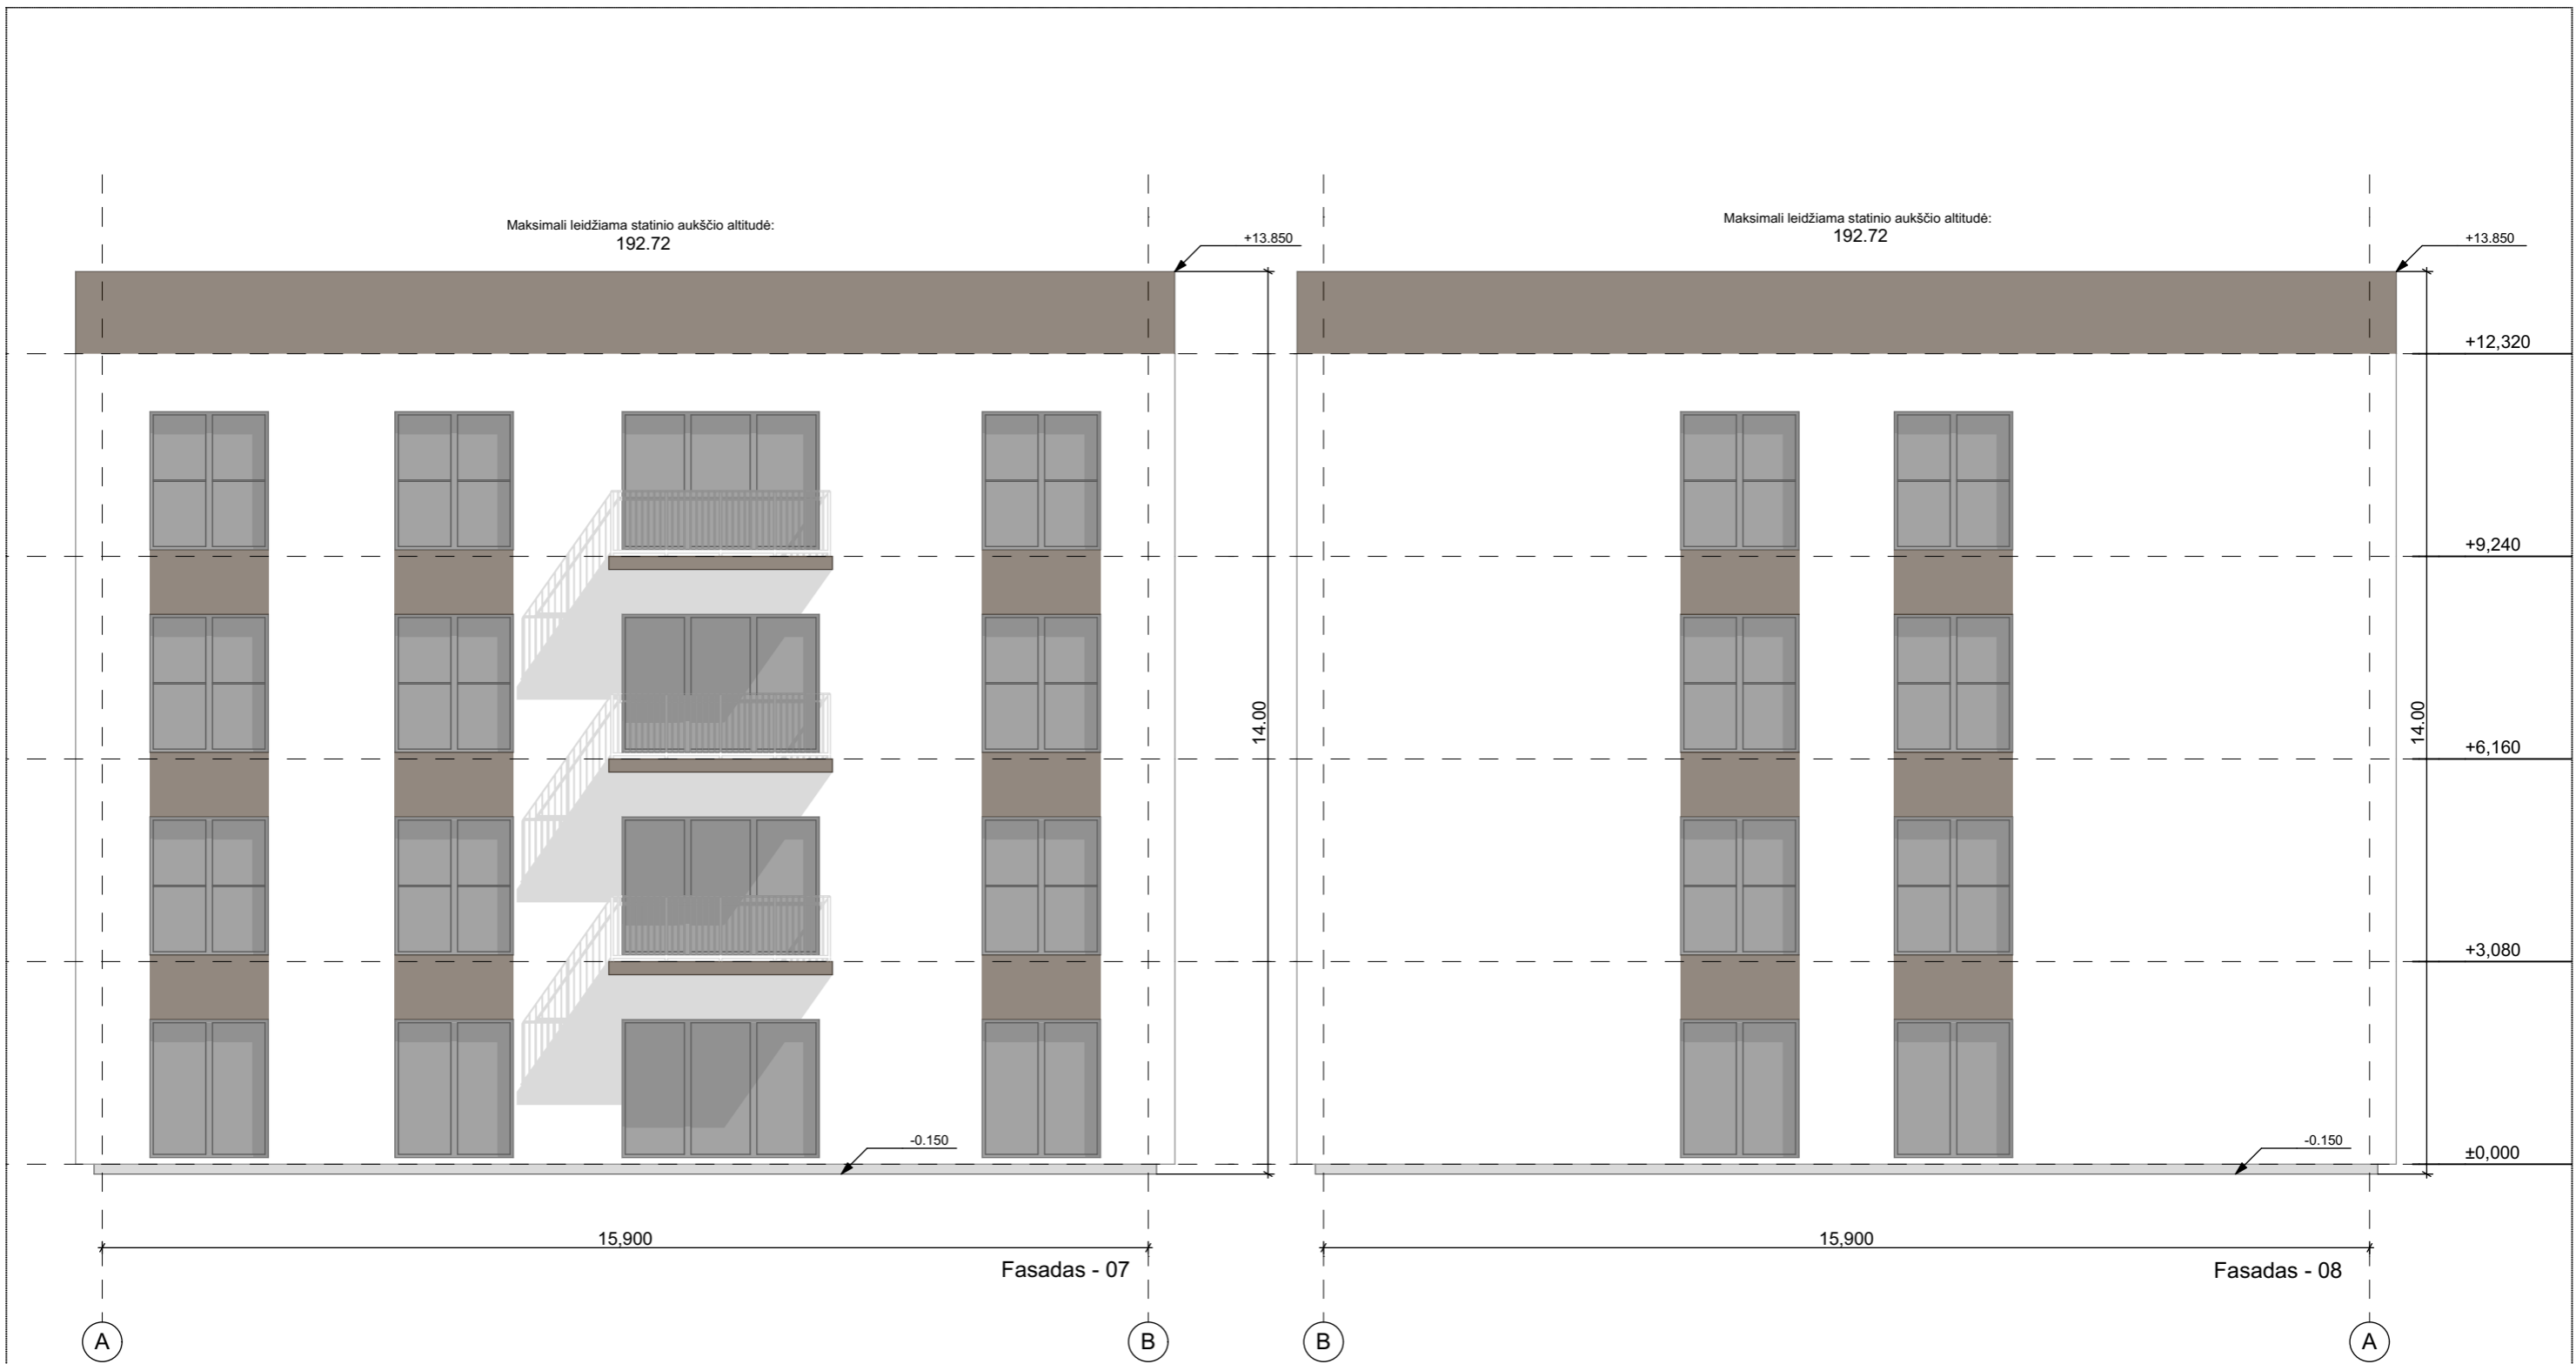 Maksimali leidžiama statinio aukščio altitudė:
192.72
+13.850
Maksimali leidžiama statinio aukščio altitudė:
192.72
+13.850
+12,320
+9,240
14.00
14.00
+6,160
+3,080
-0.150
-0.150
±0,000
15,900
15,900
Fasadas - 07
Fasadas - 08
A
B
B
A